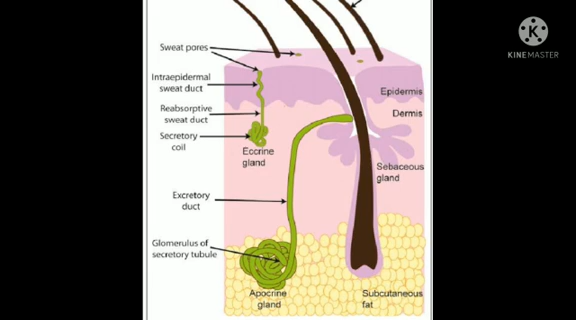 KINEMASTER
Sweat pores
Intraepidermal
sweat duct
Reabsorptive
sweat duct
Secretory
coil
Eccrine
gland
Epidermis
Dermis
Sebaceous
gland
Excretory
duct
Glomerulus of
secretory tubule
Apocrine
gland
Subcutaneous
fat